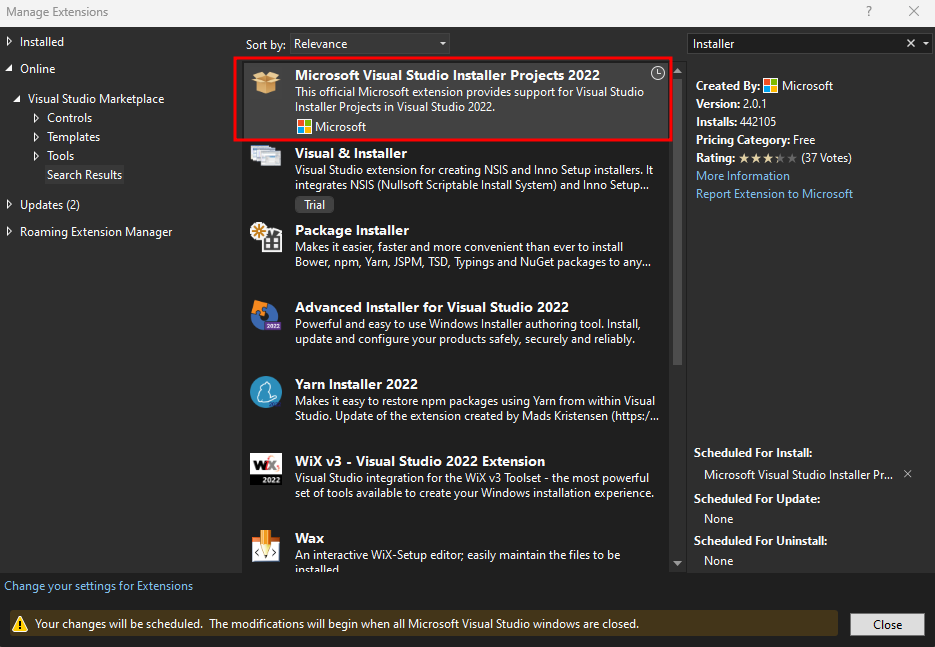 Manage Extensions
?
Installed
Online
Visual Studio Marketplace
Controls
Templates
Tools
Search Results
Updates (2)
Roaming Extension Manager
Sort by: Relevance
Microsoft Visual Studio Installer Projects 2022
This official Microsoft extension provides support for Visual Studio
Installer Projects in Visual Studio 2022.
Microsoft
Visual & Installer
Visual Studio extension for creating NSIS and Inno Setup installers. It
integrates NSIS (Nullsoft Scriptable Install System) and Inno Setup...
Trial
Package Installer
Makes it easier, faster and more convenient than ever to install
Bower, npm, Yarn, JSPM, TSD, Typings and NuGet packages to any...
2022
Advanced Installer for Visual Studio 2022
Powerful and easy to use Windows Installer authoring tool. Install,
update and configure your products safely, securely and reliably.
Yarn Installer 2022
Makes it easy to restore npm packages using Yarn from within Visual
Studio. Update of the extension created by Mads Kristensen (https:/...
WiX
2022
WiX v3 - Visual Studio 2022 Extension
Visual Studio integration for the WiX v3 Toolset - the most powerful
set of tools available to create your Windows installation experience.
Wax
An interactive WiX-Setup editor; easily maintain the files to be
installed
Installer
Created By: Microsoft
Version: 2.0.1
Installs: 442105
Pricing Category: Free
Rating: (37 Votes)
More Information
Report Extension to Microsoft
Scheduled For Install:
Microsoft Visual Studio Installer Pr...
Scheduled For Update:
None
Scheduled For Uninstall:
None
Change your settings for Extensions
Your changes will be scheduled. The modifications will begin when all Microsoft Visual Studio windows are closed.
Close